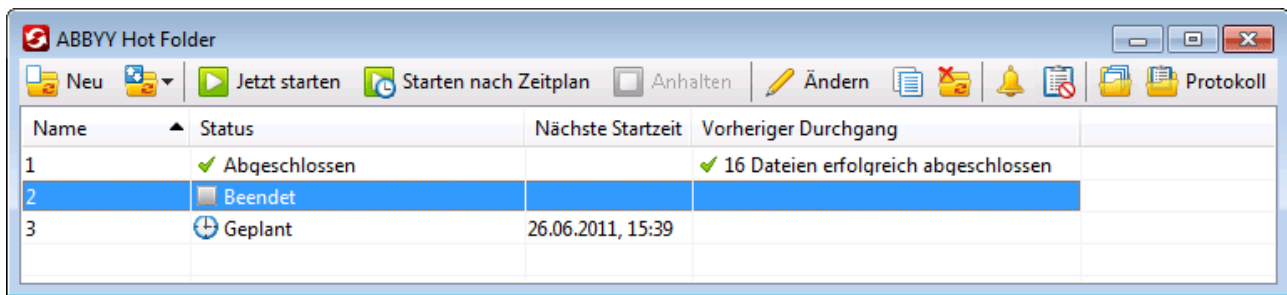 ABBYY Hot Folder
Neu Jetzt starten Starten nach Zeitplan Anhalten Ändern Protokoll
Name Status Nächste Startzeit Vorheriger Durchgang
1 Abgeschlossen 16 Dateien erfolgreich abgeschlossen
2 Beendet
3 Geplant 26.06.2011, 15:39